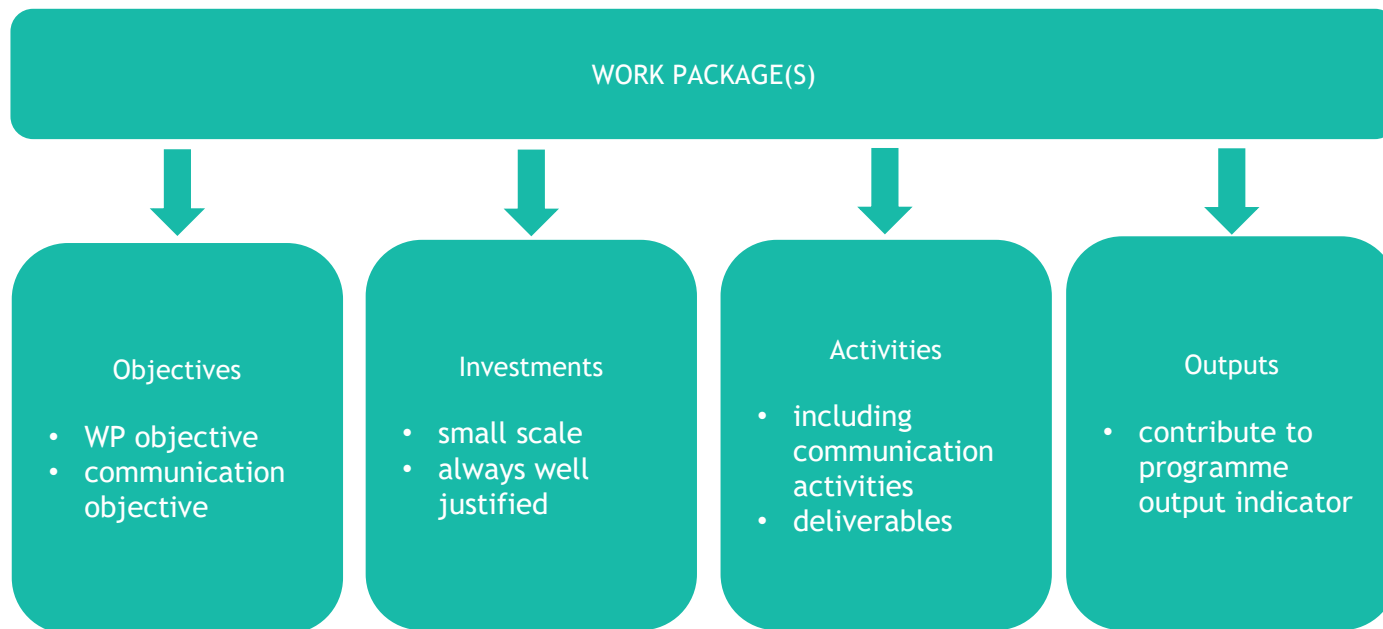 WORK PACKAGE(S)
Objectives
• WP objective
• communication
objective
Investments
• small scale
• always well
justified
Activities
• including
communication
activities
• deliverables
Outputs
• contribute to
programme
output indicator